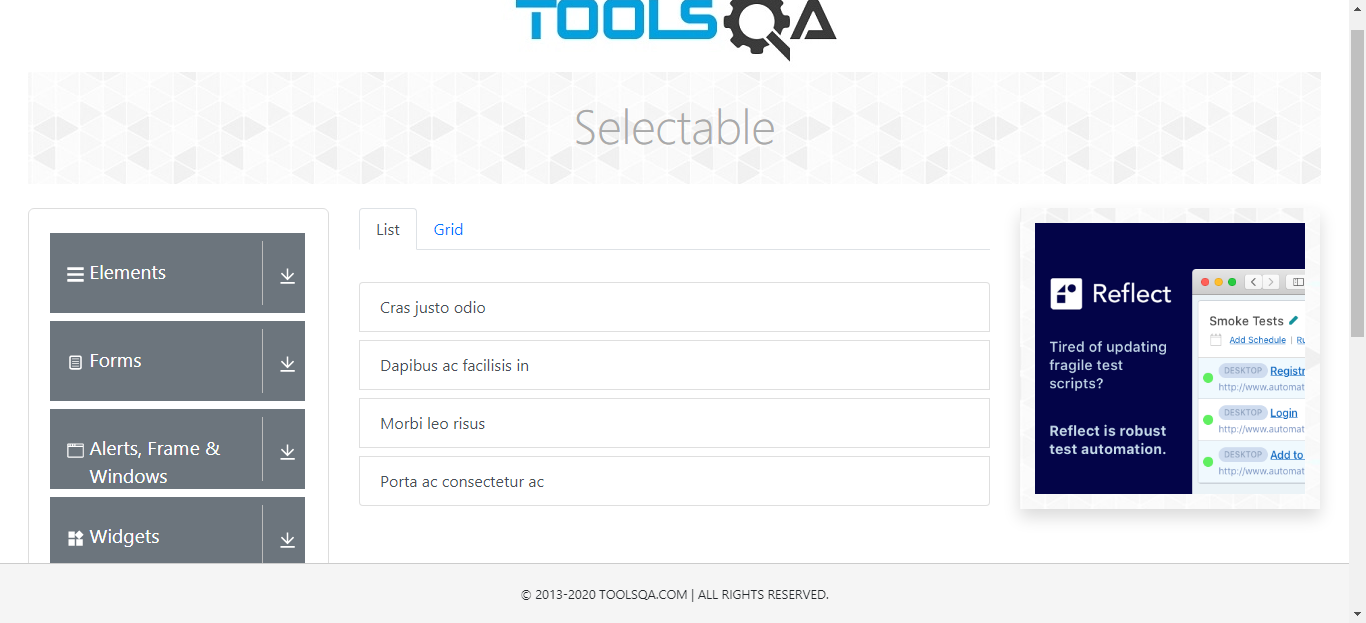 TOOLSQA
Selectable
Elements
Forms
Alerts, Frame &
Windows
Widgets
List
Grid
Cras justo odio
Dapibus ac facilisis in
Morbi leo risus
Porta ac consectetur ac
Reflect
Tired of updating
fragile test
scripts?
Reflect is robust
test automation.
Smoke Tests
Add Schedule | Ru
DESKTOP Registr
http://www.automat
DESKTOP Login
http://www.automat
DESKTOP Add to
http://www.automat
© 2013-2020 TOOLSQA.COM | ALL RIGHTS RESERVED.